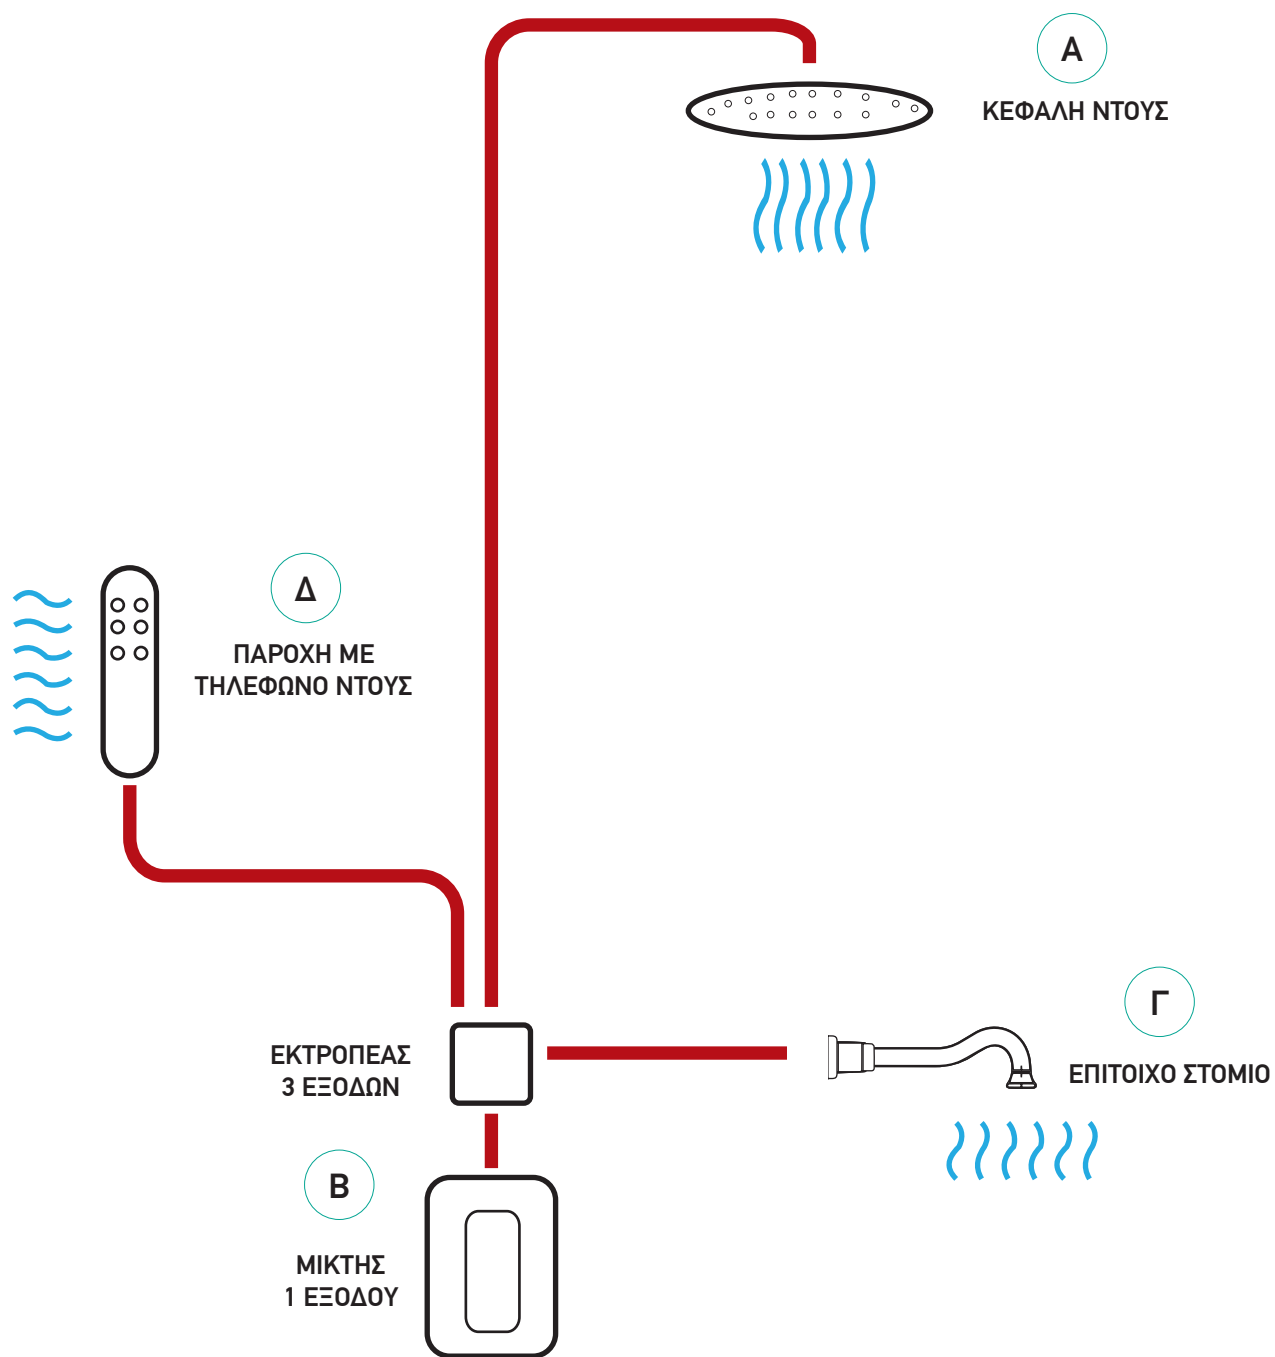 Α
ΚΕΦΑΛΗ ΝΤΟΥΣ
Δ
ΠΑΡΟΧΗ ΜΕ
ΤΗΛΕΦΩΝΟ ΝΤΟΥΣ
Γ
ΕΠΙΤΟΙΧΟ ΣΤΟΜΙΟ
ΕΚΤΡΟΠΕΑΣ
3 ΕΞΟΔΩΝ
Β
ΜΙΚΤΗΣ
1 ΕΞΟΔΟΥ